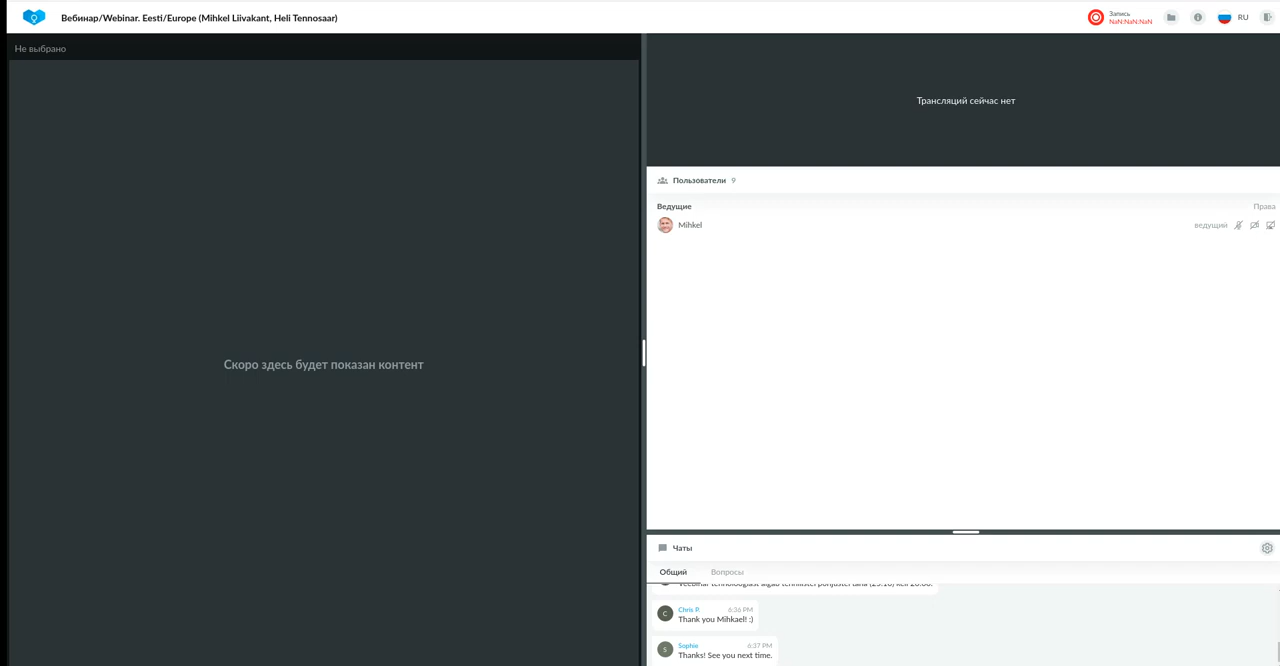 Вебинар/Webinar. Eesti/Europe (Mihkel Liivakant, Heli Tennosaar)
Запись
NaN:NaN:NaN
RU
Не выбрано
Скоро здесь будет показан контент
Трансляций сейчас нет
Пользователи 9
Ведущие Права
Mihkel ведущий
Чаты
Общий Вопросы
C
Chris P. 6:36 PM
Thank you Mihkael! :)
S
Sophie 6:37 PM
Thanks! See you next time.